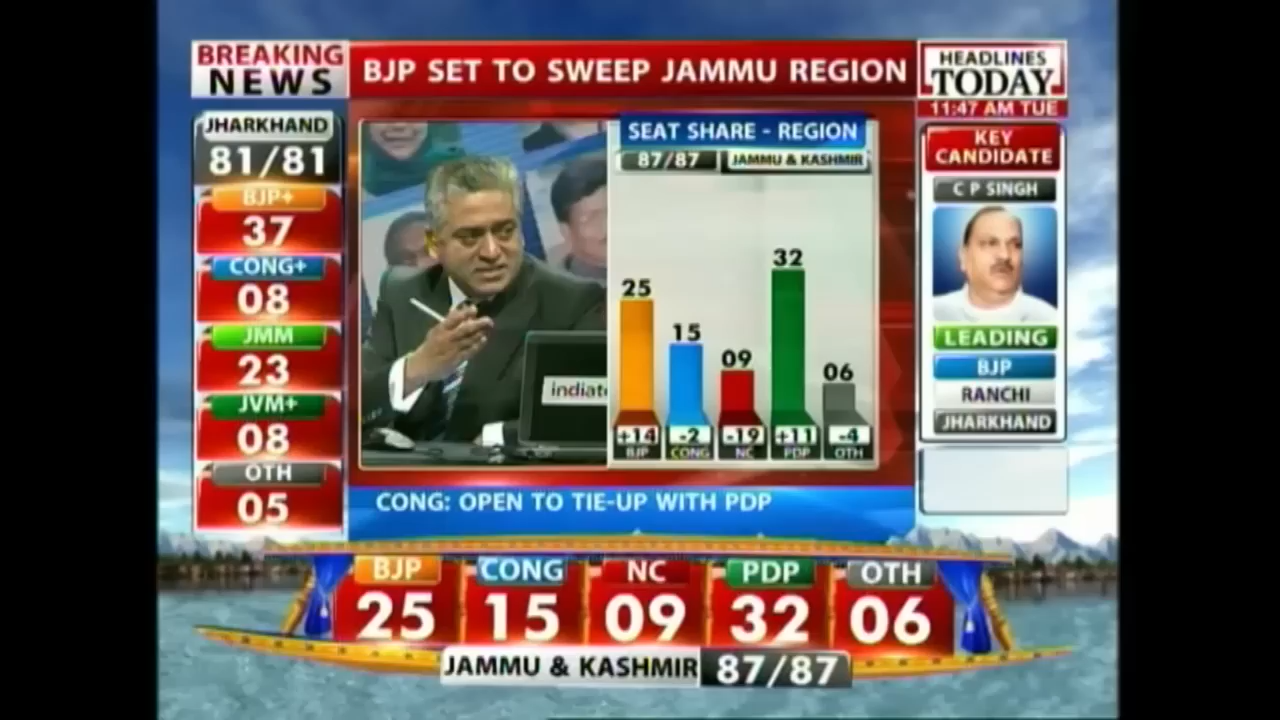 BREAKING NEWS
BJP SET TO SWEEP JAMMU REGION
HEADLINES TODAY
11:47 AM TUE
JHARKHAND
81/81
BJP+
37
CONG+
08
JMM
23
JVM+
08
OTH
05
SEAT SHARE - REGION
87/87 JAMMU & KASHMIR
25 15 09 32 06
+14 -2 -19 +11 -4
BJP CONG NC PDP OTH
indiat
KEY CANDIDATE
C P SINGH
LEADING
BJP
RANCHI
JHARKHAND
CONG: OPEN TO TIE-UP WITH PDP
BJP CONG NC PDP OTH
25 15 09 32 06
JAMMU & KASHMIR 87/87